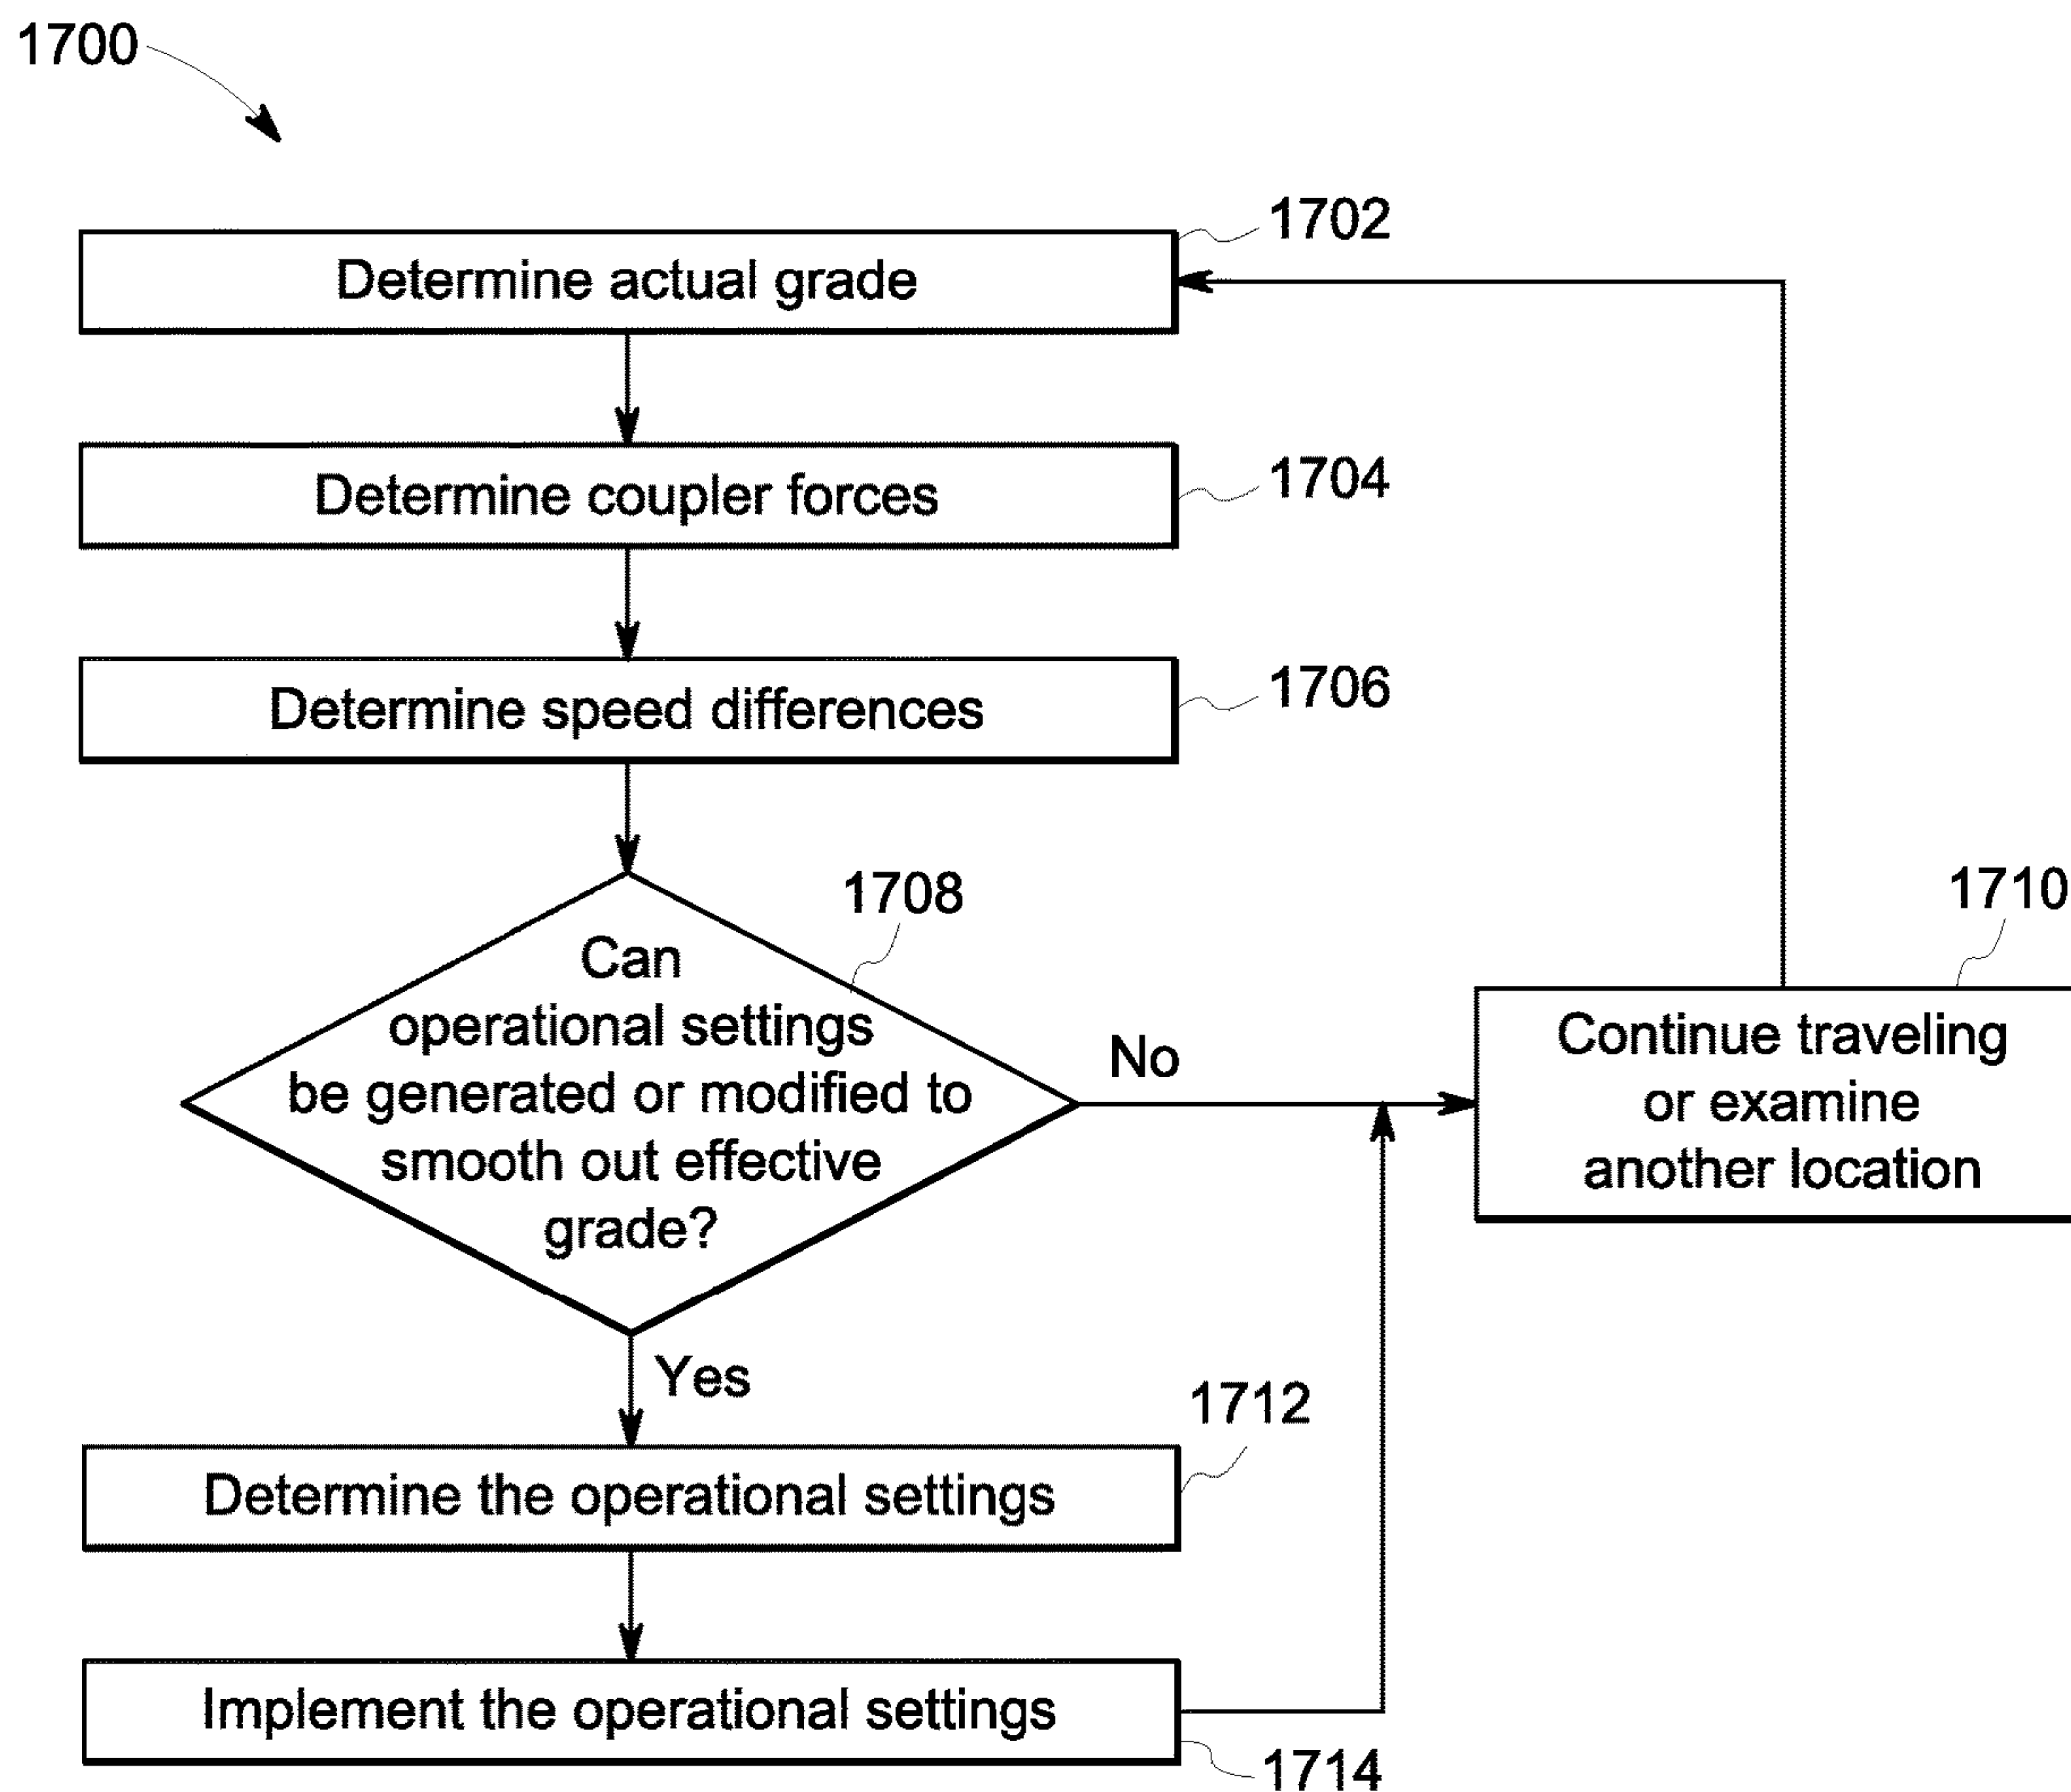 1700
1702
Determine actual grade
1704
Determine coupler forces
1706
Determine speed differences
1708
Can
operational settings
be generated or modified to
smooth out effective
grade?
No
1710
Continue traveling
or examine
another location
Yes
1712
Determine the operational settings
Implement the operational settings
1714